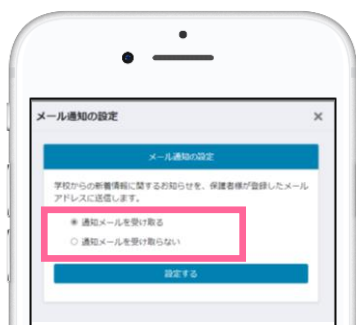 メール通知の設定 ×
メール通知の設定
学校からの新着情報に関するお知らせを、保護者様が登録したメール
アドレスに送信します。
通知メールを受け取る
通知メールを受け取らない
設定する